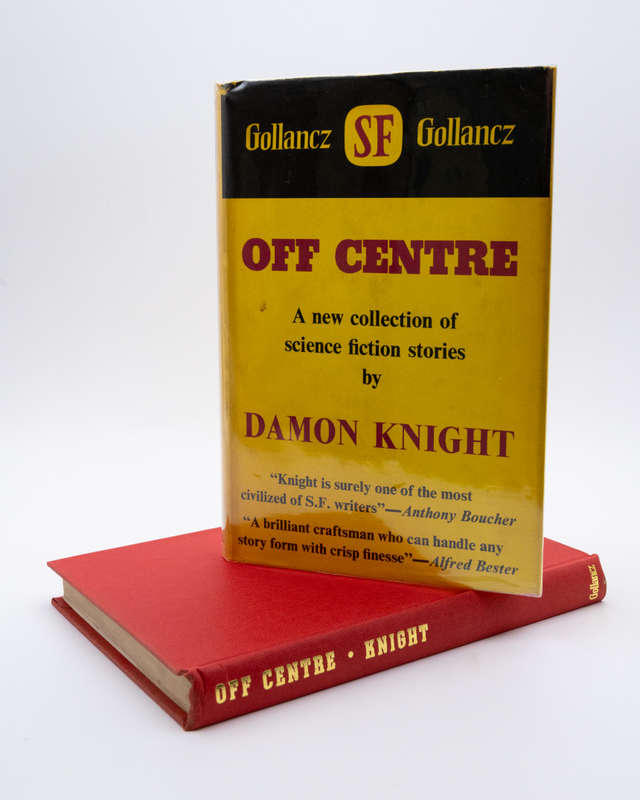 Gollancz SF Gollancz
OFF CENTRE
A new collection of
science fiction stories
by
DAMON KNIGHT
“Knight is surely one of the most
civilized of S.F. writers”—Anthony Boucher
“A brilliant craftsman who can handle any
story form with crisp finesse”—Alfred Bester
OFF CENTRE • KNIGHT
Gollancz